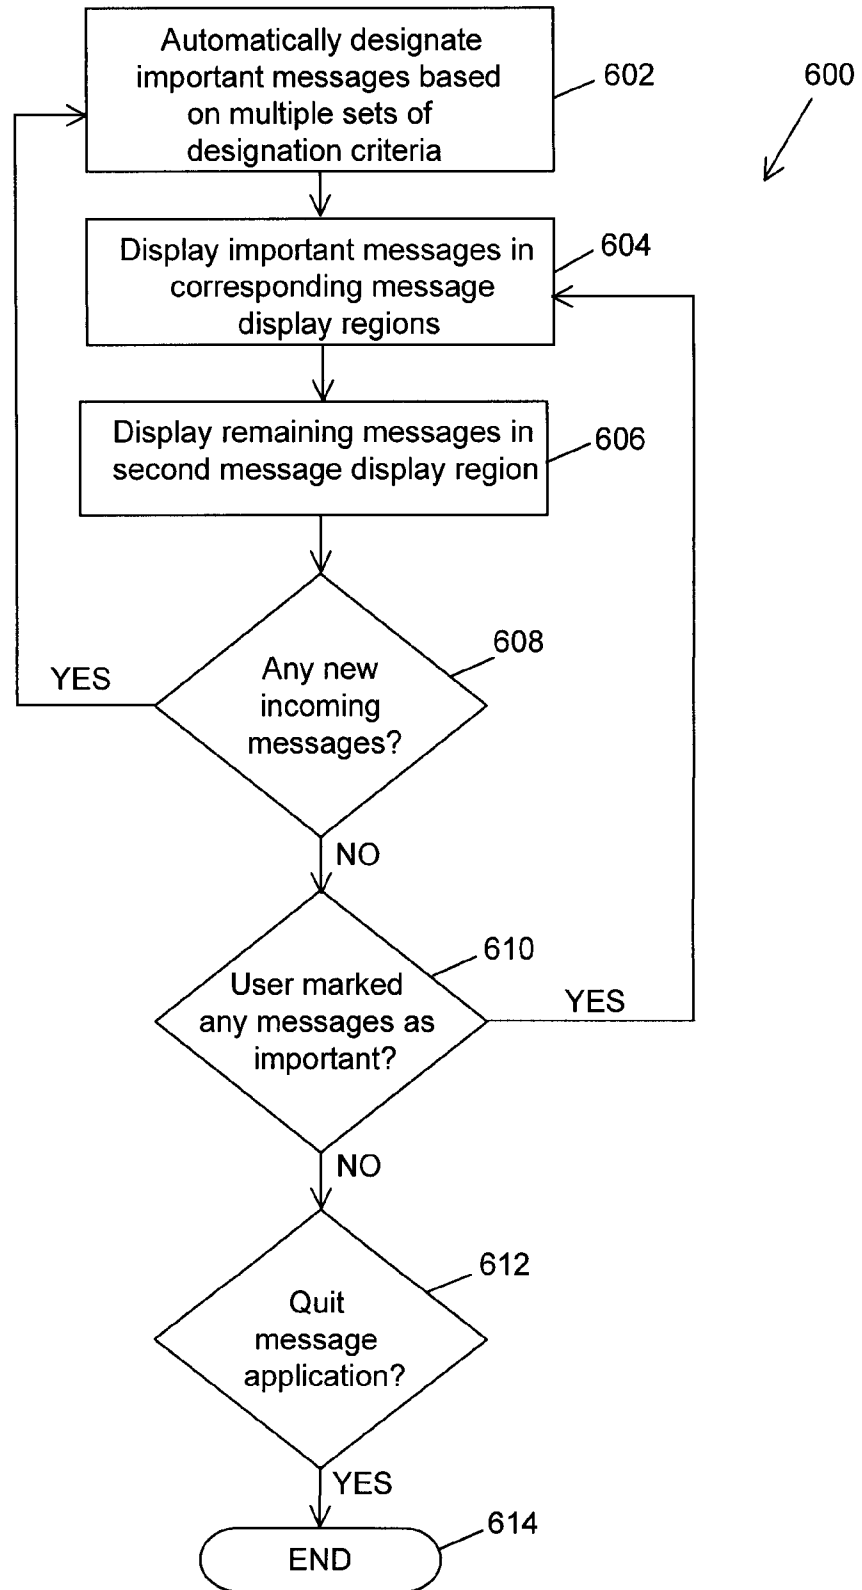 Automatically designate
important messages based
on multiple sets of
designation criteria
602
600
Display important messages in
corresponding message
display regions
604
Display remaining messages in
second message display region
606
Any new
incoming
messages?
608
YES
NO
User marked
any messages as
important?
610
YES
NO
Quit
message
application?
612
YES
END
614